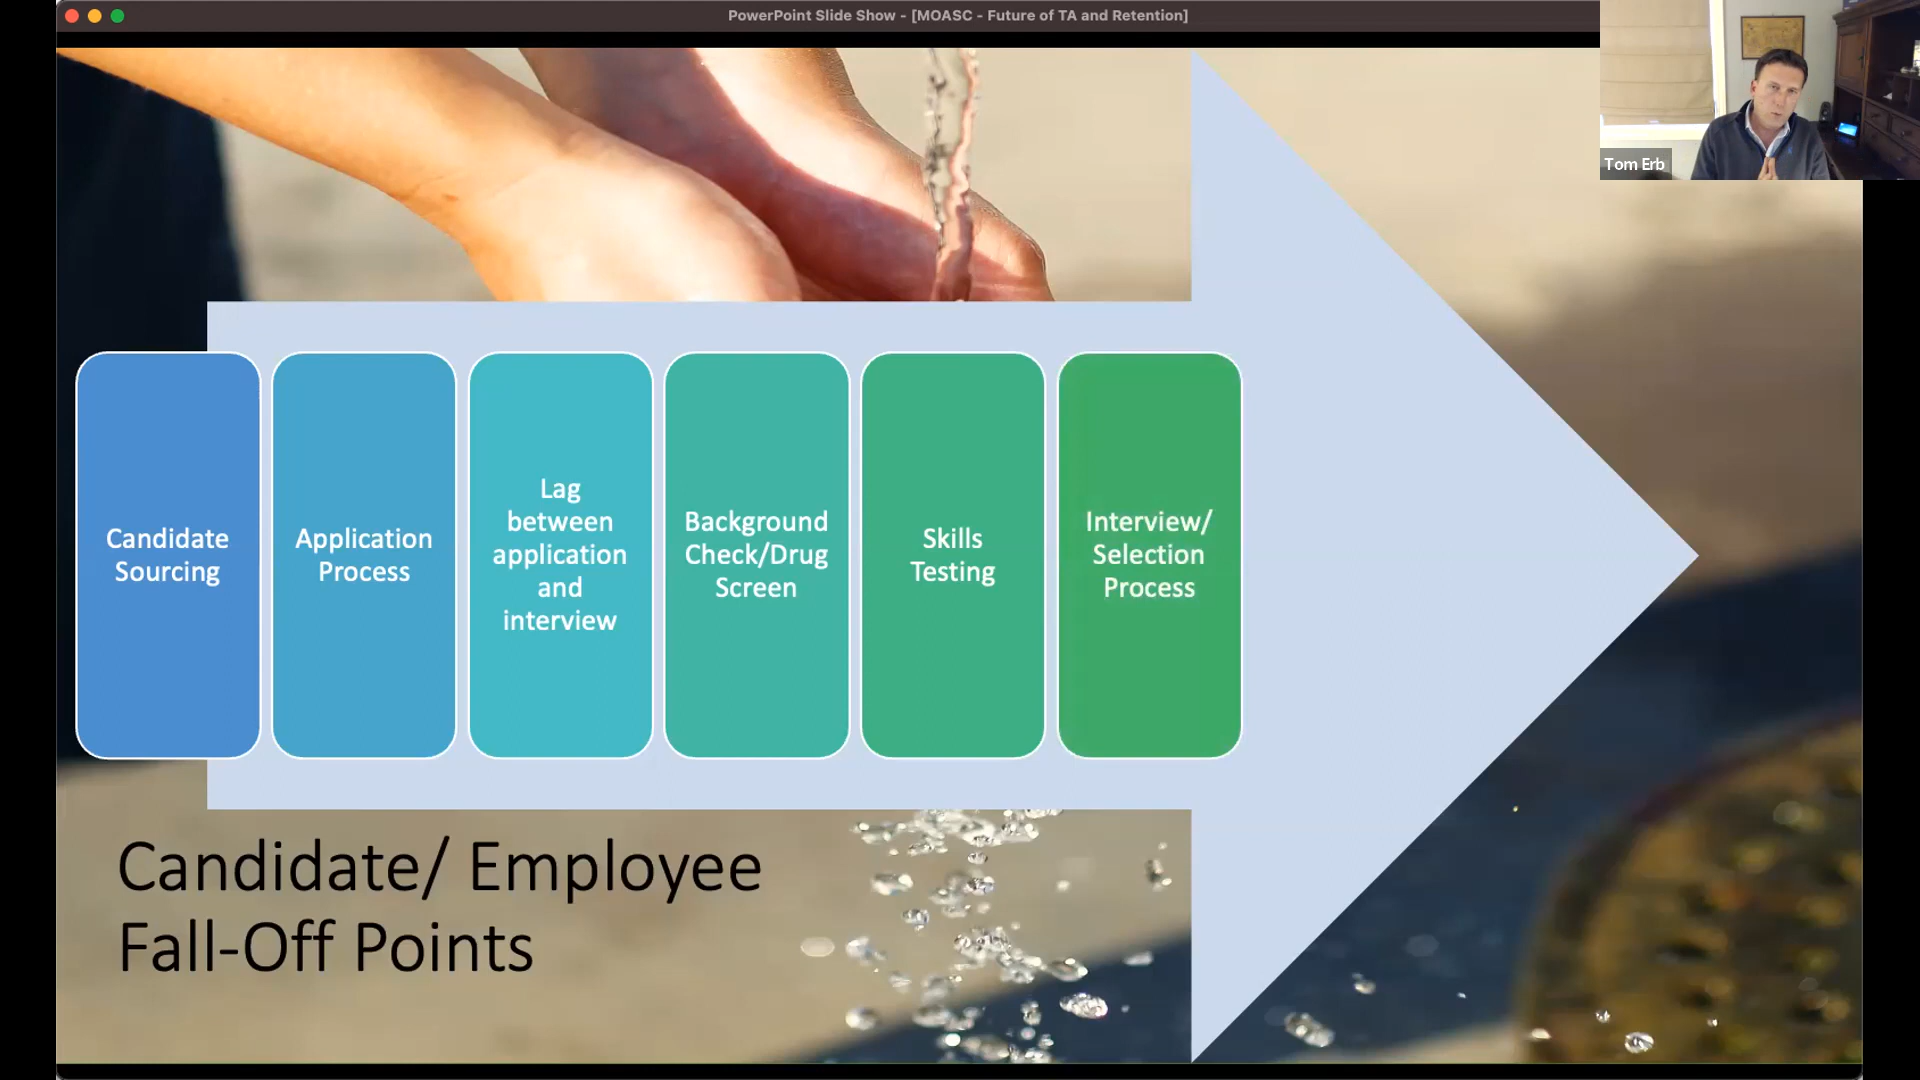 PowerPoint Slide Show - [MOASC - Future of TA and Retention]
Tom Erb
Candidate
Sourcing
Application
Process
Lag
between
application
and
interview
Background
Check/Drug
Screen
Skills
Testing
Interview/
Selection
Process
Candidate/ Employee
Fall-Off Points